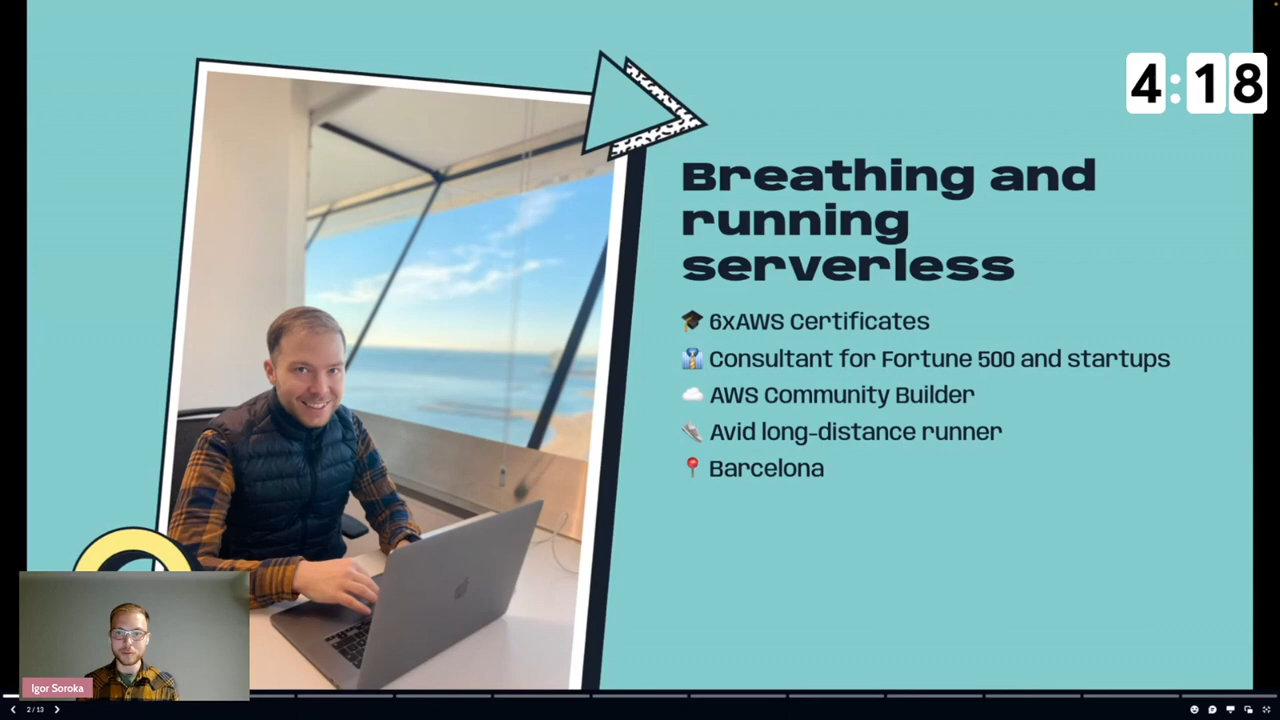 4:18
Breathing and
running
serverless
🎓 6xAWS Certificates
👔 Consultant for Fortune 500 and startups
☁️ AWS Community Builder
👟 Avid long-distance runner
📍 Barcelona
Igor Soroka
2 / 13